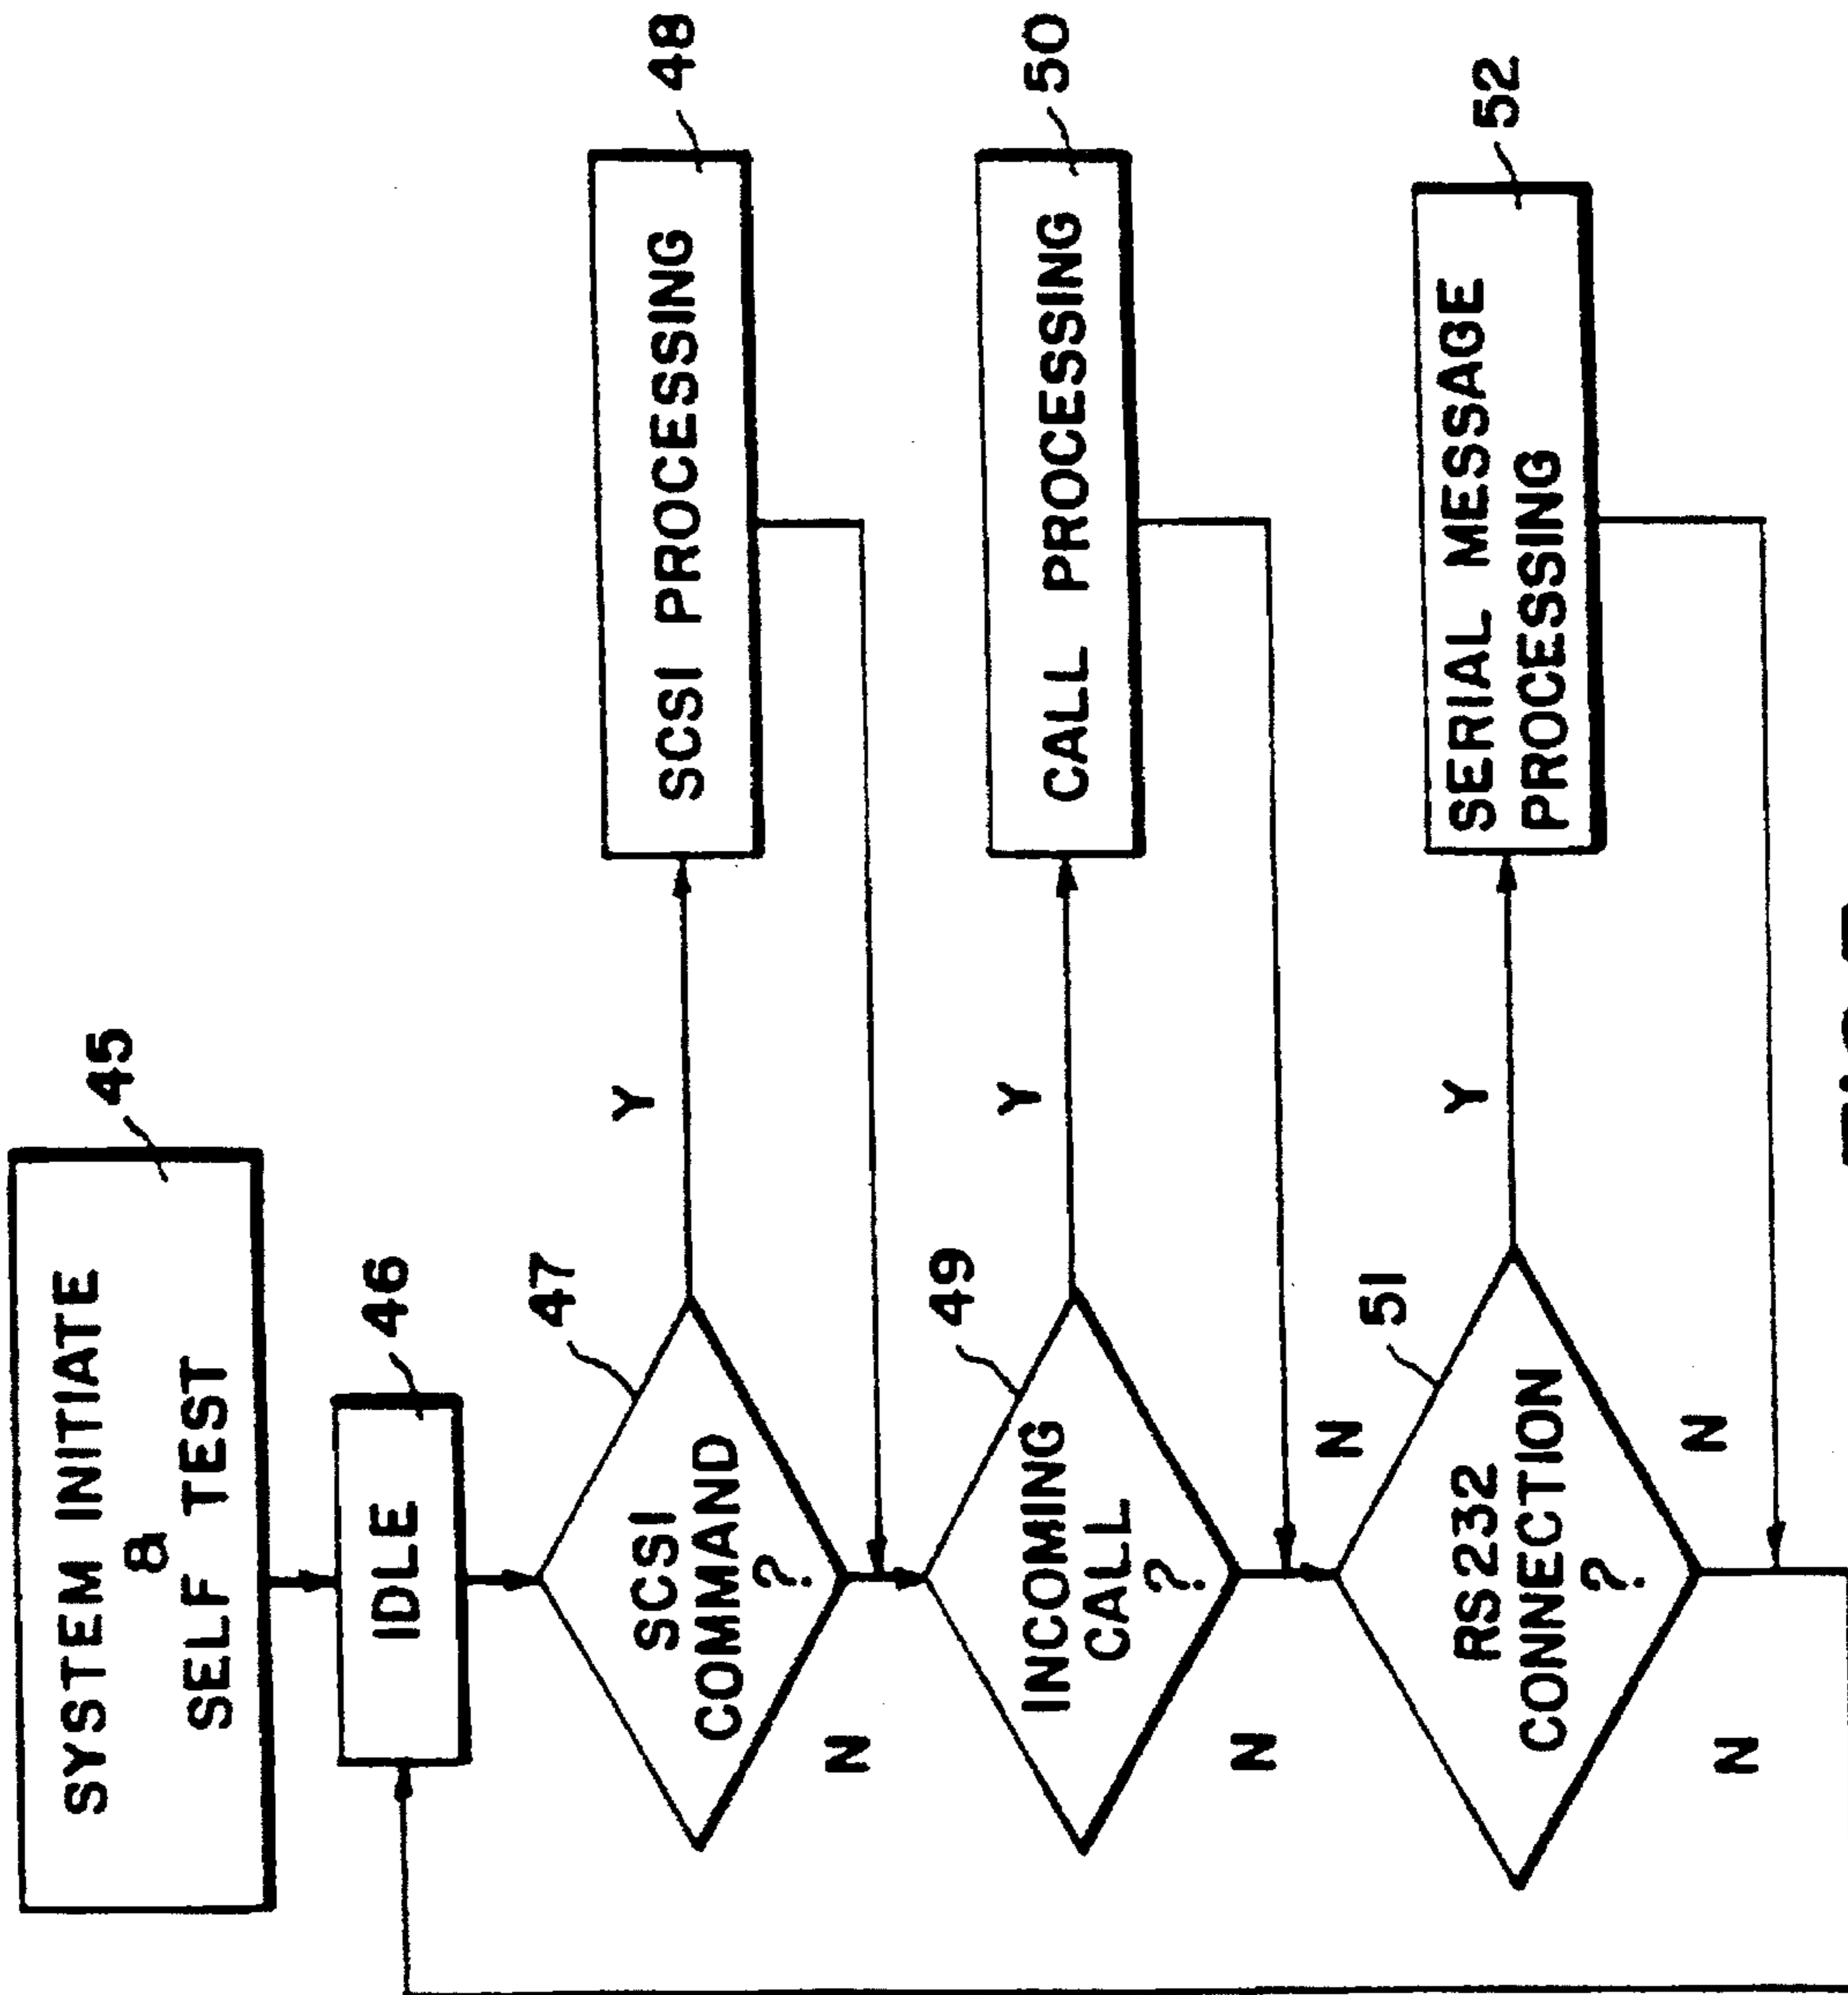 SYSTEM INITIATE
&
SELF TEST
45
IDLE
46
SCSI
COMMAND
?
47
Y
SCSI PROCESSING
48
N
INCOMING
CALL
?
49
Y
CALL PROCESSING
50
N
N
RS232
CONNECTION
?
51
Y
SERIAL MESSAGE
PROCESSING
52
N
N